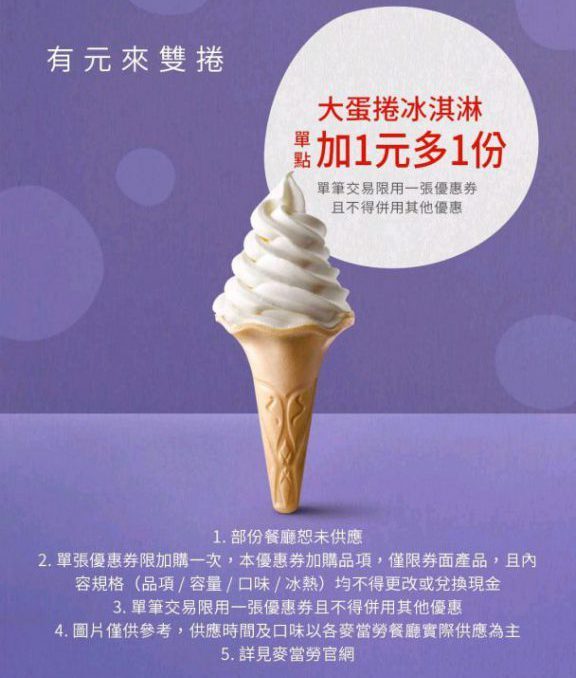 有元來雙捲
大蛋捲冰淇淋
單點 加1元多1份
單筆交易限用一張優惠券
且不得併用其他優惠
1. 部份餐廳恕未供應
2. 單張優惠券限加購一次，本優惠券加購品項，僅限券面產品，且內
容規格（品項 / 容量 / 口味 / 冰熱）均不得更改或兌換現金
3. 單筆交易限用一張優惠券且不得併用其他優惠
4. 圖片僅供參考，供應時間及口味以各麥當勞餐廳實際供應為主
5. 詳見麥當勞官網